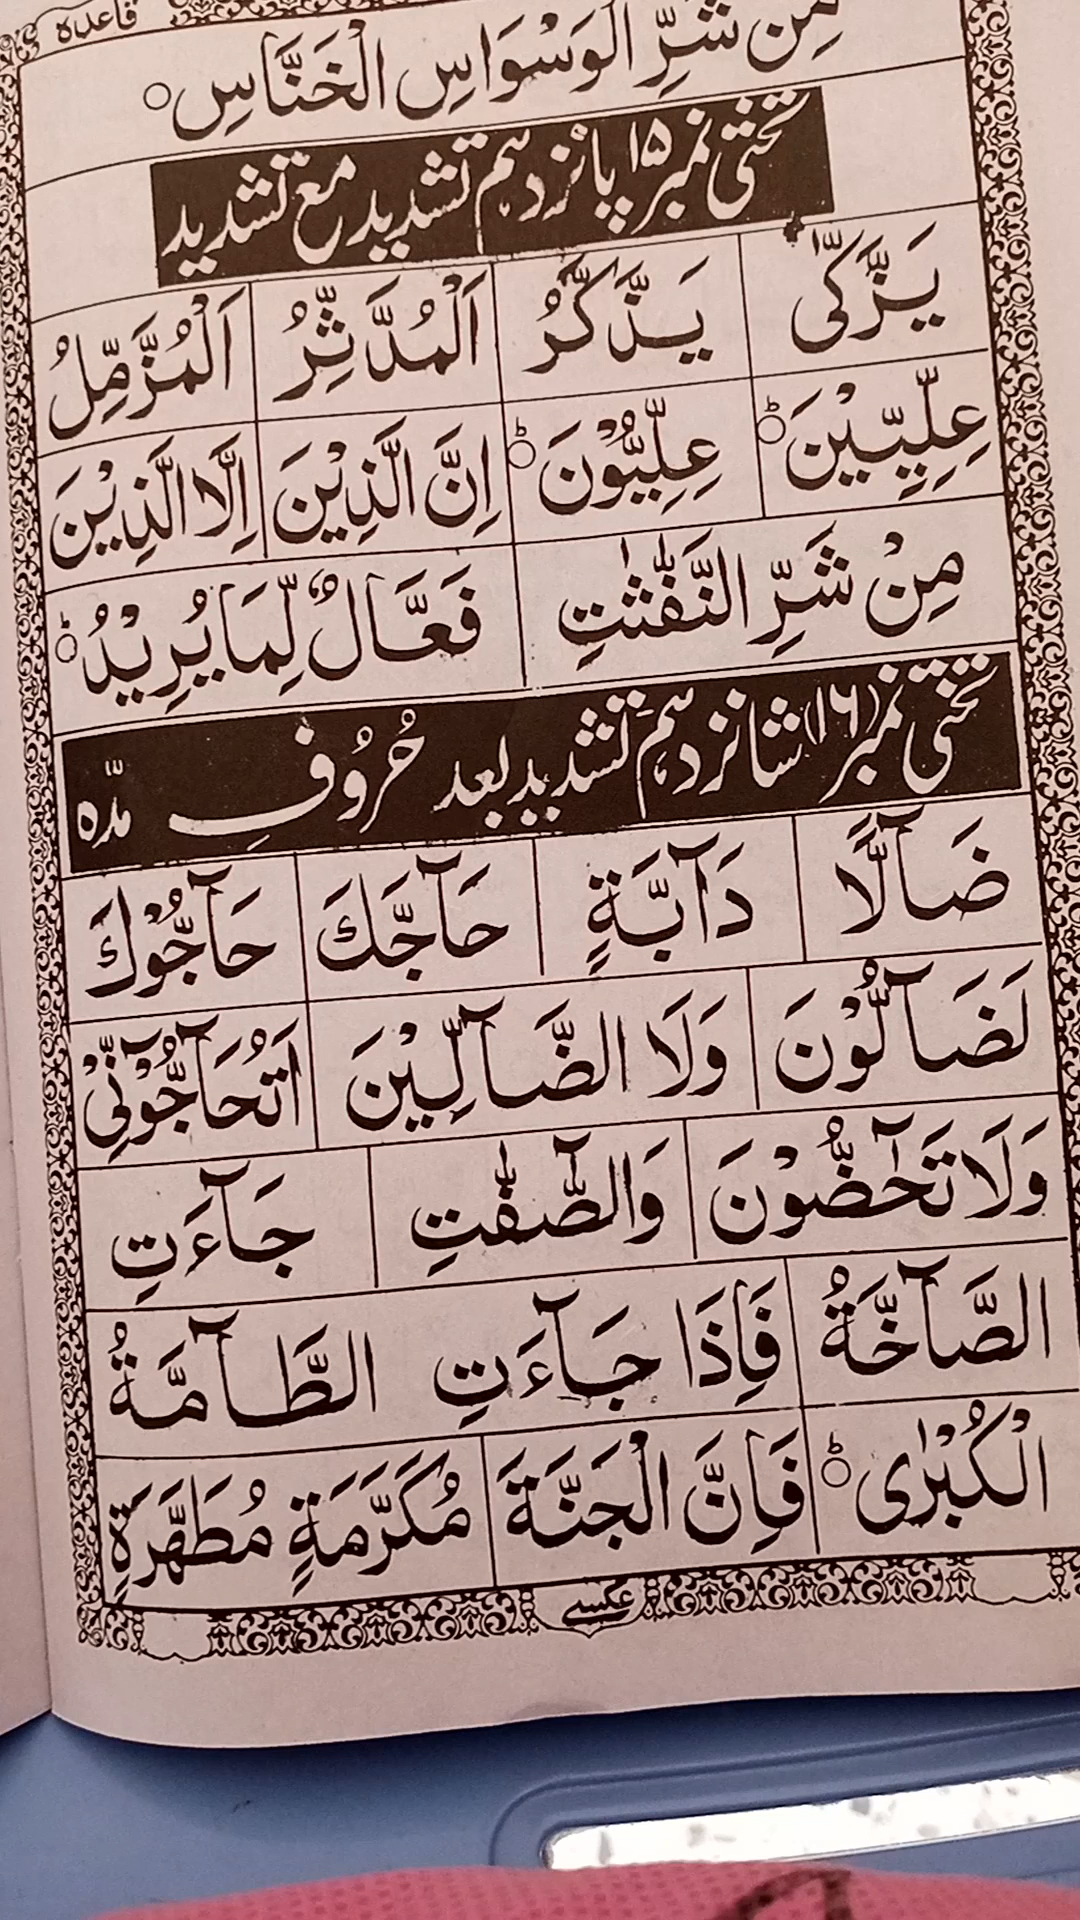 قاعدہ
مِنْ شَرِّ الْوَسْوَاسِ الْخَنَّاسِ ○
تختی نمبر ۱۵ پانزدہم تشدید مع تشدید
يَزَّكّٰى يَذَّكَّرُ اَلْمُدَّثِّرُ اَلْمُزَّمِّلُ
عِلِّيِّيْنَ ○ عِلِّيُّوْنَ ○ اِنَّ الَّذِيْنَ اِلَّا الَّذِيْنَ
مِنْ شَرِّ النَّفّٰثٰتِ فَعَّالٌ لِّمَا يُرِيْدُ ○
تختی نمبر (۱۶) شانزدہم تشدید بعد حُرُوفِ مدّہ
ضَآلًّا دَآبَّةٍ حَآجَّكَ حَآجُّوْكَ
لَضَآلُّوْنَ وَلَا الضَّآلِّيْنَ اَتُحَآجُّوْٓنِّيْ
وَلَا تَحٰٓضُّوْنَ وَالصّٰٓفّٰتِ جَآءَتِ
الصَّآخَّةُ فَاِذَا جَآءَتِ الطَّآمَّةُ
الْكُبْرٰى ○ فَاِنَّ الْجَنَّةَ مُكَرَّمَةٍ مُطَهَّرَةٍ
عکسی